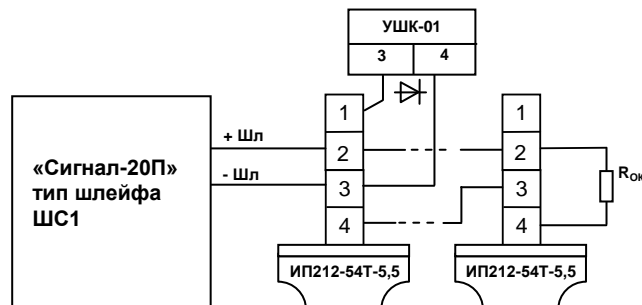 УШК-01
3 4
«Сигнал-20П»
тип шлейфа
ШС1
+ Шл
- Шл
1
2
3
4
ИП212-54Т-5,5
1
2
3
4
ИП212-54Т-5,5
Rок